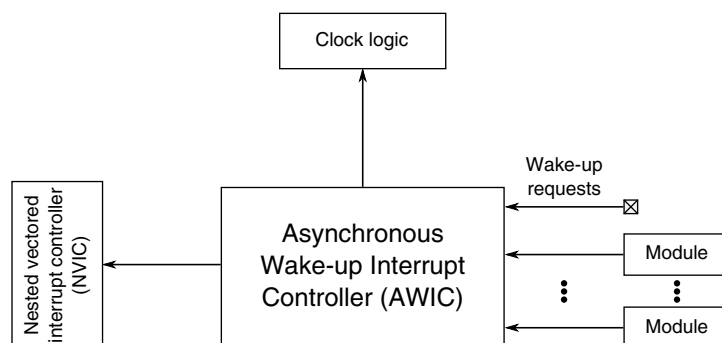 Clock logic
Wake-up
requests
Nested vectored
interrupt controller
(NVIC)
Asynchronous
Wake-up Interrupt
Controller (AWIC)
Module
Module